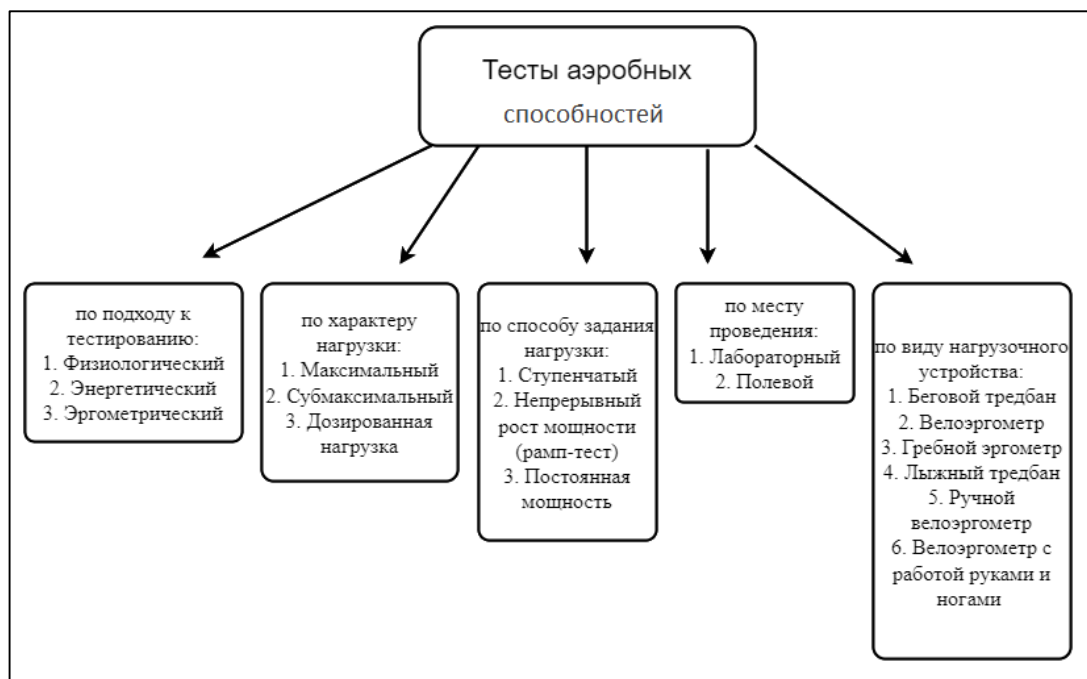 Тесты аэробных
способностей
по подходу к
тестированию:
1. Физиологический
2. Энергетический
3. Эргометрический
по характеру
нагрузки:
1. Максимальный
2. Субмаксимальный
3. Дозированная
нагрузка
по способу задания
нагрузки:
1. Ступенчатый
2. Непрерывный
рост мощности
(рамп-тест)
3. Постоянная
мощность
по месту
проведения:
1. Лабораторный
2. Полевой
по виду нагрузочного
устройства:
1. Беговой тредбан
2. Велоэргометр
3. Гребной эргометр
4. Лыжный тредбан
5. Ручной
велоэргометр
6. Велоэргометр с
работой руками и
ногами